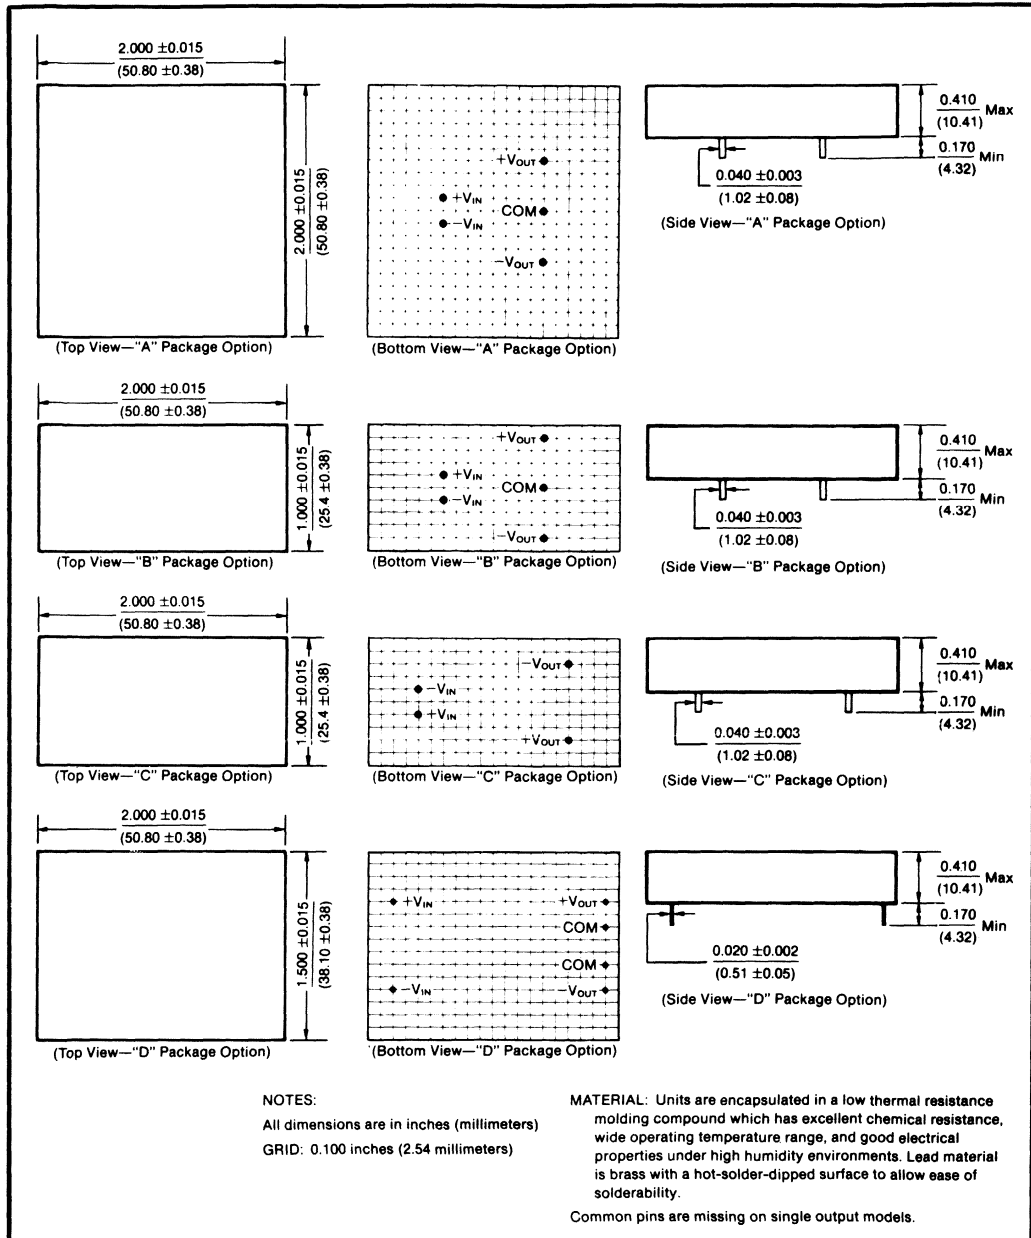 2.000 ±0.015
(50.80 ±0.38)
2.000 ±0.015
(50.80 ±0.38)
(Top View—"A" Package Option)
+VOUT
+VIN
COM
−VIN
−VOUT
(Bottom View—"A" Package Option)
0.410
(10.41)
Max
0.170
(4.32)
Min
0.040 ±0.003
(1.02 ±0.08)
(Side View—"A" Package Option)
2.000 ±0.015
(50.80 ±0.38)
1.000 ±0.015
(25.4 ±0.38)
(Top View—"B" Package Option)
+VOUT
+VIN
COM
−VIN
−VOUT
(Bottom View—"B" Package Option)
0.410
(10.41)
Max
0.170
(4.32)
Min
0.040 ±0.003
(1.02 ±0.08)
(Side View—"B" Package Option)
2.000 ±0.015
(50.80 ±0.38)
1.000 ±0.015
(25.4 ±0.38)
(Top View—"C" Package Option)
−VOUT
−VIN
+VIN
+VOUT
(Bottom View—"C" Package Option)
0.410
(10.41)
Max
0.170
(4.32)
Min
0.040 ±0.003
(1.02 ±0.08)
(Side View—"C" Package Option)
2.000 ±0.015
(50.80 ±0.38)
1.500 ±0.015
(38.10 ±0.38)
(Top View—"D" Package Option)
+VIN
+VOUT
COM
COM
−VIN
−VOUT
(Bottom View—"D" Package Option)
0.410
(10.41)
Max
0.170
(4.32)
Min
0.020 ±0.002
(0.51 ±0.05)
(Side View—"D" Package Option)
NOTES:
All dimensions are in inches (millimeters)
GRID: 0.100 inches (2.54 millimeters)
MATERIAL: Units are encapsulated in a low thermal resistance
molding compound which has excellent chemical resistance,
wide operating temperature range, and good electrical
properties under high humidity environments. Lead material
is brass with a hot-solder-dipped surface to allow ease of
solderability.
Common pins are missing on single output models.